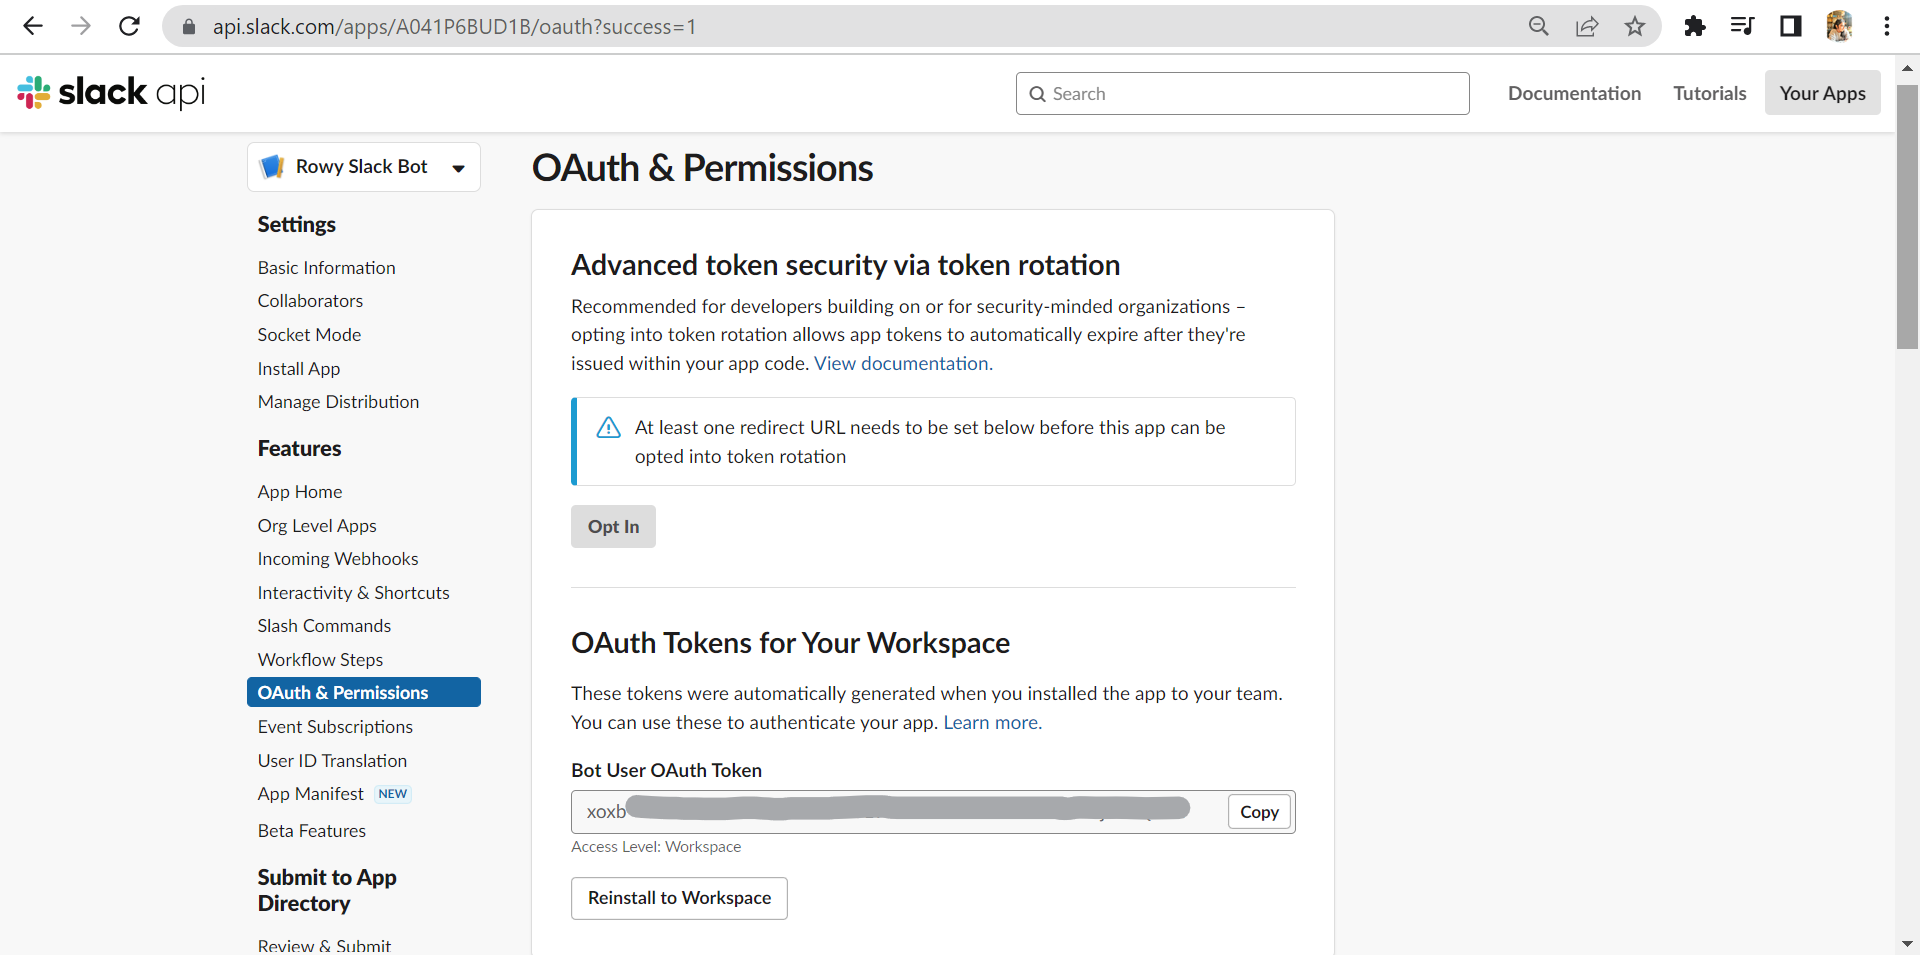 api.slack.com/apps/A041P6BUD1B/oauth?success=1
slack api
Search
Documentation
Tutorials
Your Apps
Rowy Slack Bot
Settings
Basic Information
Collaborators
Socket Mode
Install App
Manage Distribution
Features
App Home
Org Level Apps
Incoming Webhooks
Interactivity & Shortcuts
Slash Commands
Workflow Steps
OAuth & Permissions
Event Subscriptions
User ID Translation
App Manifest NEW
Beta Features
Submit to App
Directory
Review & Submit
OAuth & Permissions
Advanced token security via token rotation
Recommended for developers building on or for security-minded organizations –
opting into token rotation allows app tokens to automatically expire after they're
issued within your app code. View documentation.
At least one redirect URL needs to be set below before this app can be
opted into token rotation
Opt In
OAuth Tokens for Your Workspace
These tokens were automatically generated when you installed the app to your team.
You can use these to authenticate your app. Learn more.
Bot User OAuth Token
xoxb
Copy
Access Level: Workspace
Reinstall to Workspace